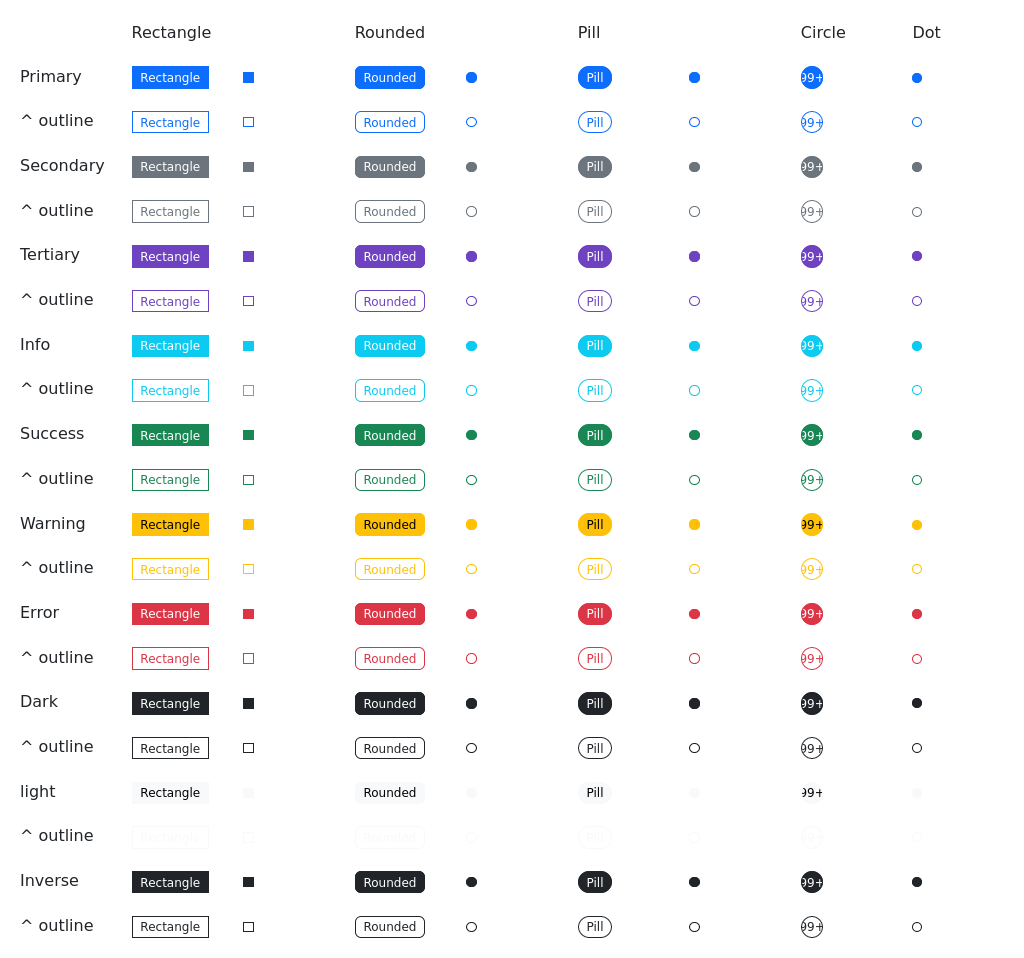 Rectangle Rounded Pill Circle Dot
Primary Rectangle Rounded Pill 99+
^ outline Rectangle Rounded Pill 99+
Secondary Rectangle Rounded Pill 99+
^ outline Rectangle Rounded Pill 99+
Tertiary Rectangle Rounded Pill 99+
^ outline Rectangle Rounded Pill 99+
Info Rectangle Rounded Pill 99+
^ outline Rectangle Rounded Pill 99+
Success Rectangle Rounded Pill 99+
^ outline Rectangle Rounded Pill 99+
Warning Rectangle Rounded Pill 99+
^ outline Rectangle Rounded Pill 99+
Error Rectangle Rounded Pill 99+
^ outline Rectangle Rounded Pill 99+
Dark Rectangle Rounded Pill 99+
^ outline Rectangle Rounded Pill 99+
light Rectangle Rounded Pill 99+
^ outline Rectangle Rounded Pill 99+
Inverse Rectangle Rounded Pill 99+
^ outline Rectangle Rounded Pill 99+